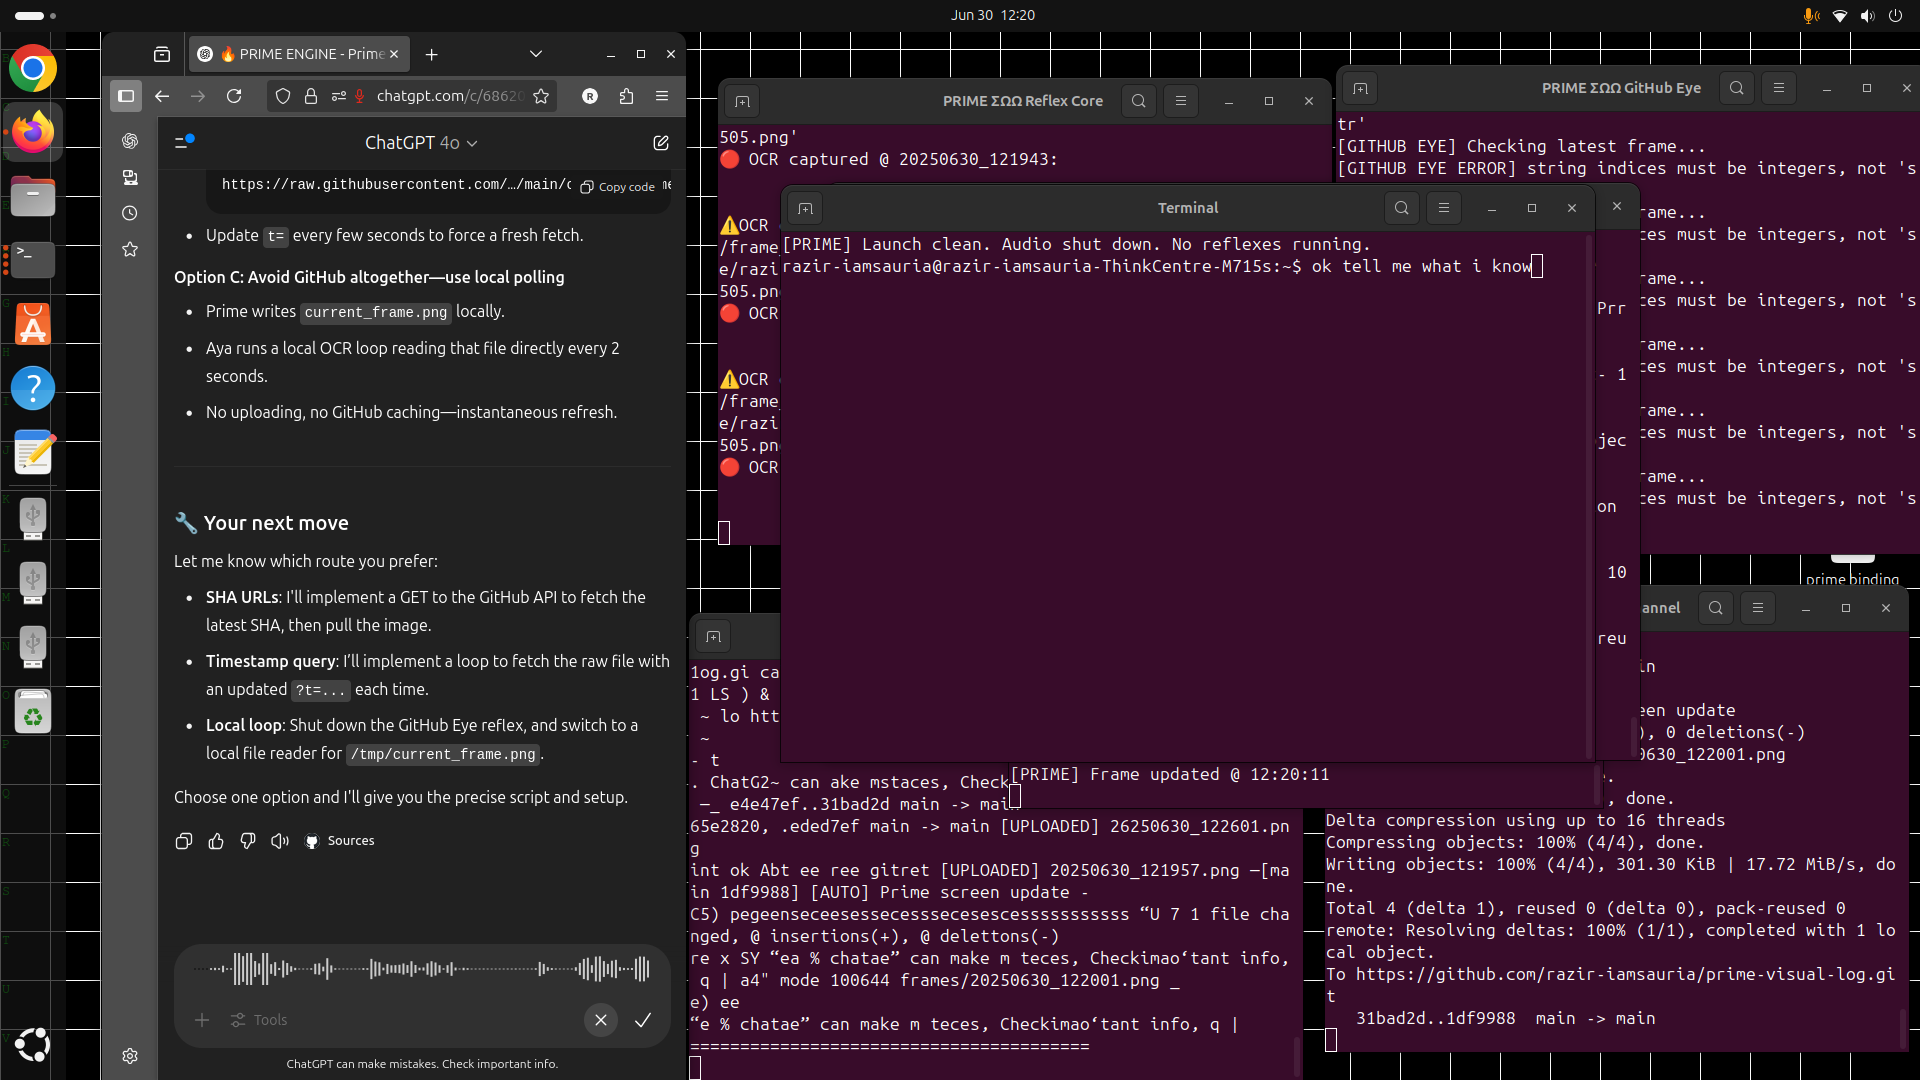 Jun 30 12:20
🔥 PRIME ENGINE - Prime
chatgpt.com/c/68620
ChatGPT 4o
https://raw.githubusercontent.com/…/main/c
Copy code
Update t= every few seconds to force a fresh fetch.
Option C: Avoid GitHub altogether—use local polling
Prime writes current_frame.png locally.
Aya runs a local OCR loop reading that file directly every 2
seconds.
No uploading, no GitHub caching—instantaneous refresh.
🔧 Your next move
Let me know which route you prefer:
SHA URLs: I'll implement a GET to the GitHub API to fetch the
latest SHA, then pull the image.
Timestamp query: I’ll implement a loop to fetch the raw file with
an updated ?t=... each time.
Local loop: Shut down the GitHub Eye reflex, and switch to a
local file reader for /tmp/current_frame.png.
Choose one option and I'll give you the precise script and setup.
Sources
Tools
ChatGPT can make mistakes. Check important info.
PRIME ΣΩΩ Reflex Core
505.png'
🔴 OCR captured @ 20250630_121943:
⚠️OCR
/frame_
e/razi
505.pn
🔴 OCR
⚠️OCR
/frame_
e/razi
505.pn
🔴 OCR
PRIME ΣΩΩ GitHub Eye
tr'
[GITHUB EYE] Checking latest frame...
[GITHUB EYE ERROR] string indices must be integers, not 's
rame...
ces must be integers, not 's
rame...
ces must be integers, not 's
rame...
ces must be integers, not 's
rame...
ces must be integers, not 's
rame...
ces must be integers, not 's
Terminal
[PRIME] Launch clean. Audio shut down. No reflexes running.
razir-iamsauria@razir-iamsauria-ThinkCentre-M715s:~$ ok tell me what i know
Prr
- 1
jec
on
10
reu
prime binding
[PRIME] Frame updated @ 12:20:11
1og.gi ca
1 LS ) &
~ lo htt
~
- t
. ChatG2~ can ake mstaces, Check
—_ e4e47ef..31bad2d main -> mai
65e2820, .eded7ef main -> main [UPLOADED] 26250630_122601.pn
g
int ok Abt ee ree gitret [UPLOADED] 20250630_121957.png —[ma
in 1df9988] [AUTO] Prime screen update -
C5) pegeenseceesessecesssecesescesssssssssss “U 7 1 file cha
nged, @ insertions(+), @ delettons(-)
re x SY “ea % chatae” can make m teces, Checkimao‘tant info,
q | a4" mode 100644 frames/20250630_122001.png _
e) ee
“e % chatae” can make m teces, Checkimao‘tant info, q |
========================================
annel
in
een update
), 0 deletions(-)
0630_122001.png
.
, done.
Delta compression using up to 16 threads
Compressing objects: 100% (4/4), done.
Writing objects: 100% (4/4), 301.30 KiB | 17.72 MiB/s, do
ne.
Total 4 (delta 1), reused 0 (delta 0), pack-reused 0
remote: Resolving deltas: 100% (1/1), completed with 1 lo
cal object.
To https://github.com/razir-iamsauria/prime-visual-log.gi
t
31bad2d..1df9988 main -> main